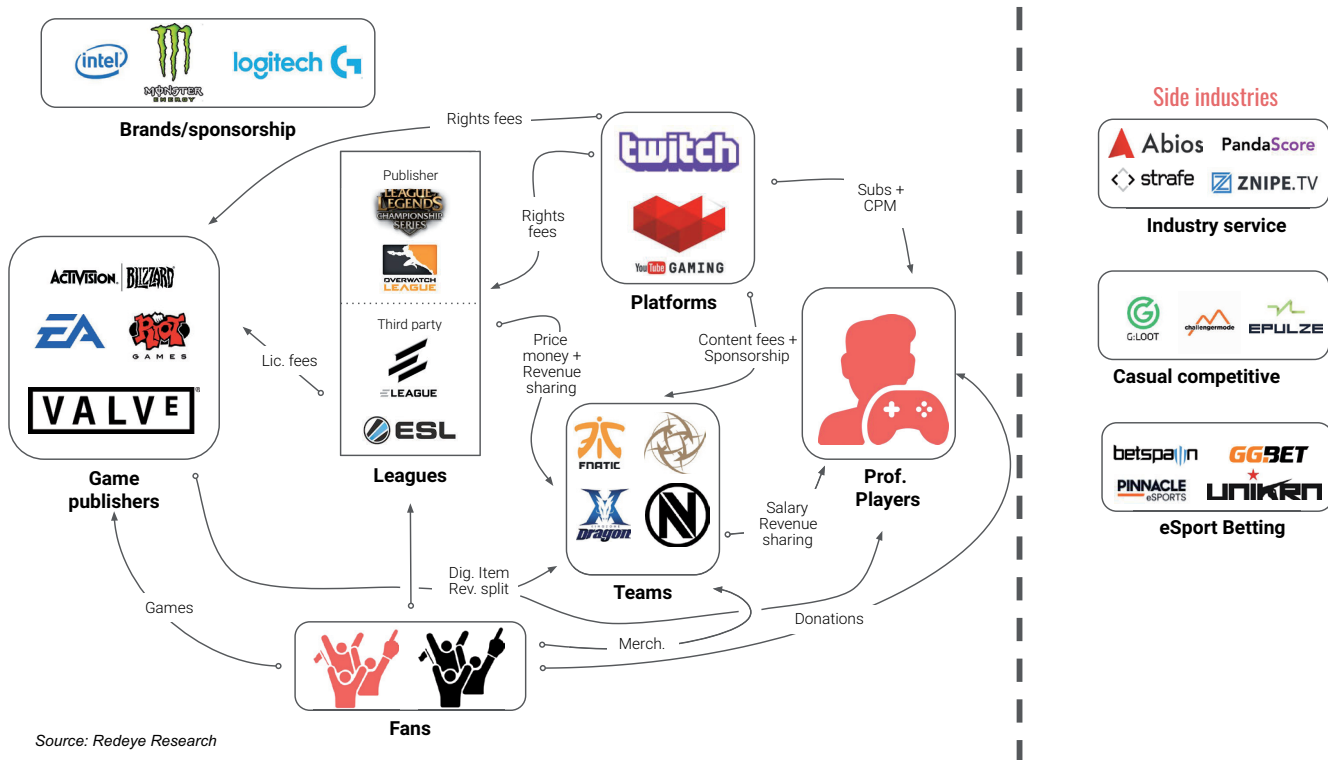 intel
MONSTER
ENERGY
logitech G
Brands/sponsorship
Rights fees
twitch
YouTube GAMING
Platforms
Rights
fees
Subs +
CPM
Publisher
LEAGUE OF
LEGENDS
CHAMPIONSHIP
SERIES
OVERWATCH
LEAGUE
Third party
ELEAGUE
ESL
Leagues
ACTIVISION. BLIZZARD
EA
RIOT
GAMES
VALVE
Game
publishers
Lic. fees
Price
money +
Revenue
sharing
Content fees +
Sponsorship
FNATIC
DRAGON
Teams
Prof.
Players
Salary
Revenue
sharing
Dig. Item
Rev. split
Games
Merch.
Donations
Fans
Source: Redeye Research
Side industries
Abios PandaScore
strafe ZNIPE.TV
Industry service
G:LOOT challengermode EPULZE
Casual competitive
betspawn GG.BET
PINNACLE
eSPORTS
UNIKRN
eSport Betting